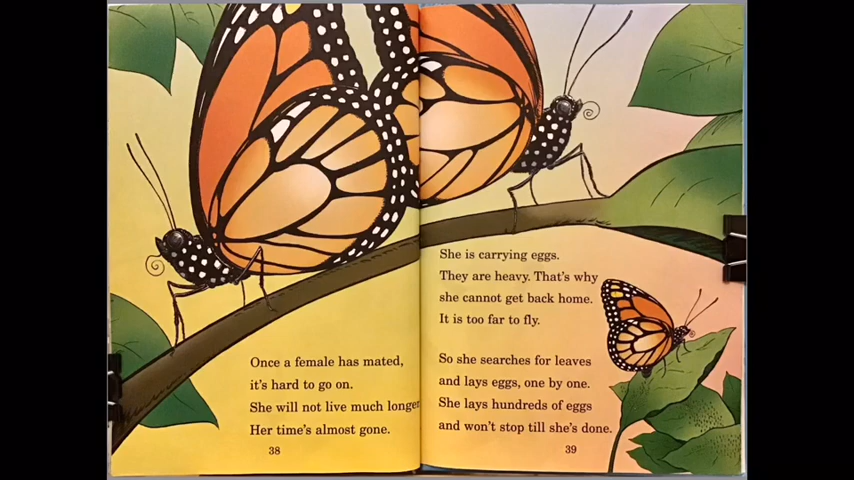 Once a female has mated,
it's hard to go on.
She will not live much longer
Her time's almost gone.
38
She is carrying eggs.
They are heavy. That's why
she cannot get back home.
It is too far to fly.
So she searches for leaves
and lays eggs, one by one.
She lays hundreds of eggs
and won't stop till she's done.
39